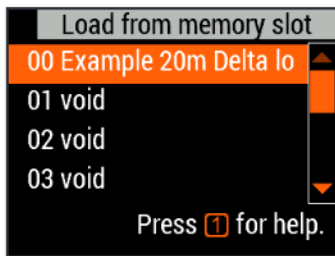 Load from memory slot
00 Example 20m Delta lo
01 void
02 void
03 void
Press 1 for help.